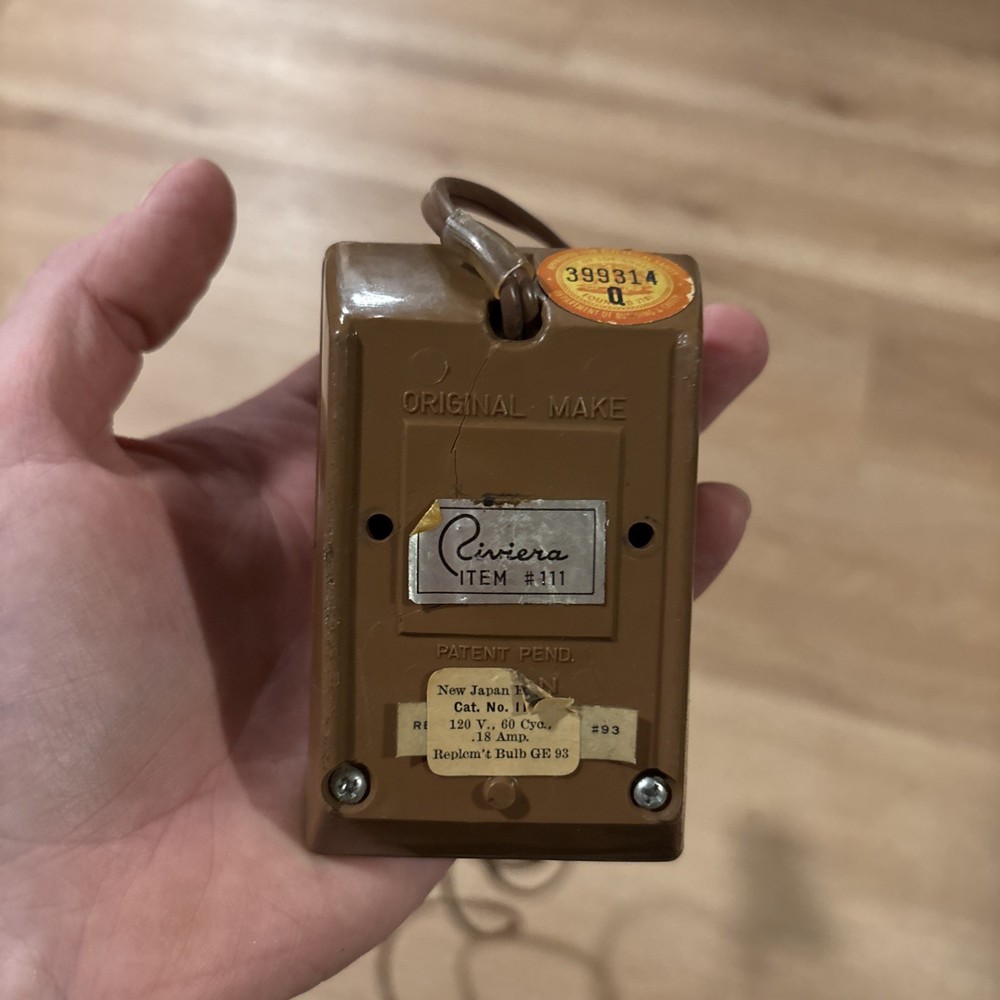 399314
Q
ORIGINAL MAKE
Riviera
ITEM #111
PATENT PEND.
New Japan
Cat. No.
120 V., 60 Cyc.,
.18 Amp.
Replcm't Bulb GE 93
#93